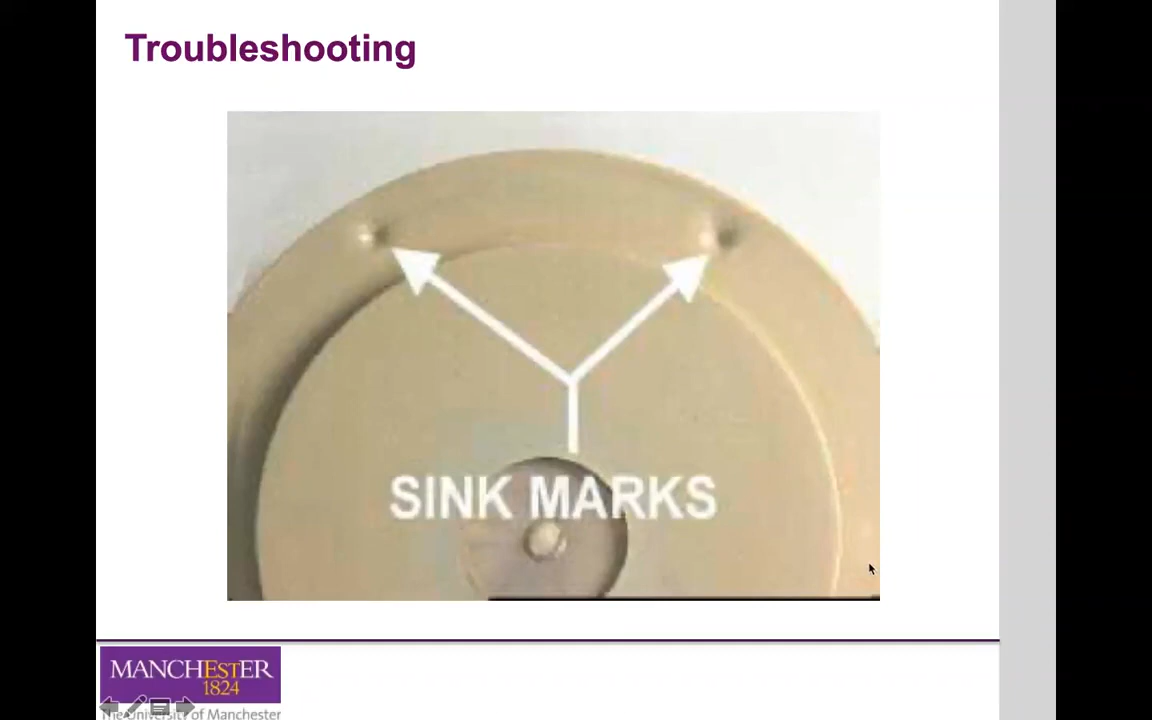 Troubleshooting
SINK MARKS
MANCHESTER
1824
The University of Manchester